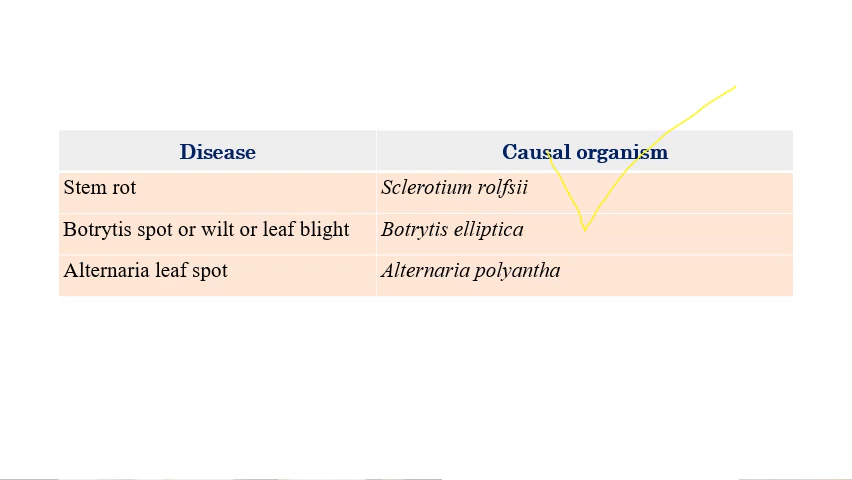 Disease Causal organism
Stem rot Sclerotium rolfsii
Botrytis spot or wilt or leaf blight Botrytis elliptica
Alternaria leaf spot Alternaria polyantha